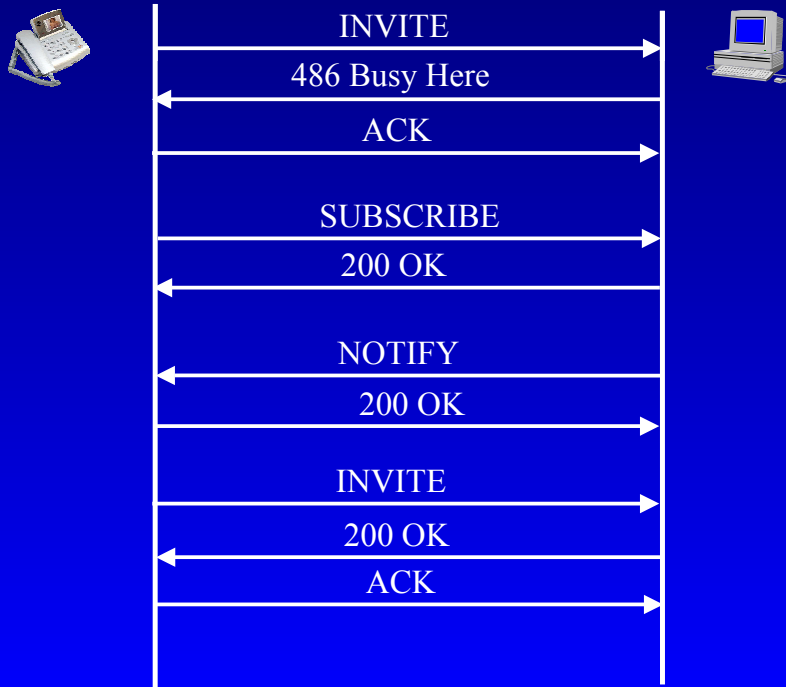 INVITE
486 Busy Here
ACK
SUBSCRIBE
200 OK
NOTIFY
200 OK
INVITE
200 OK
ACK